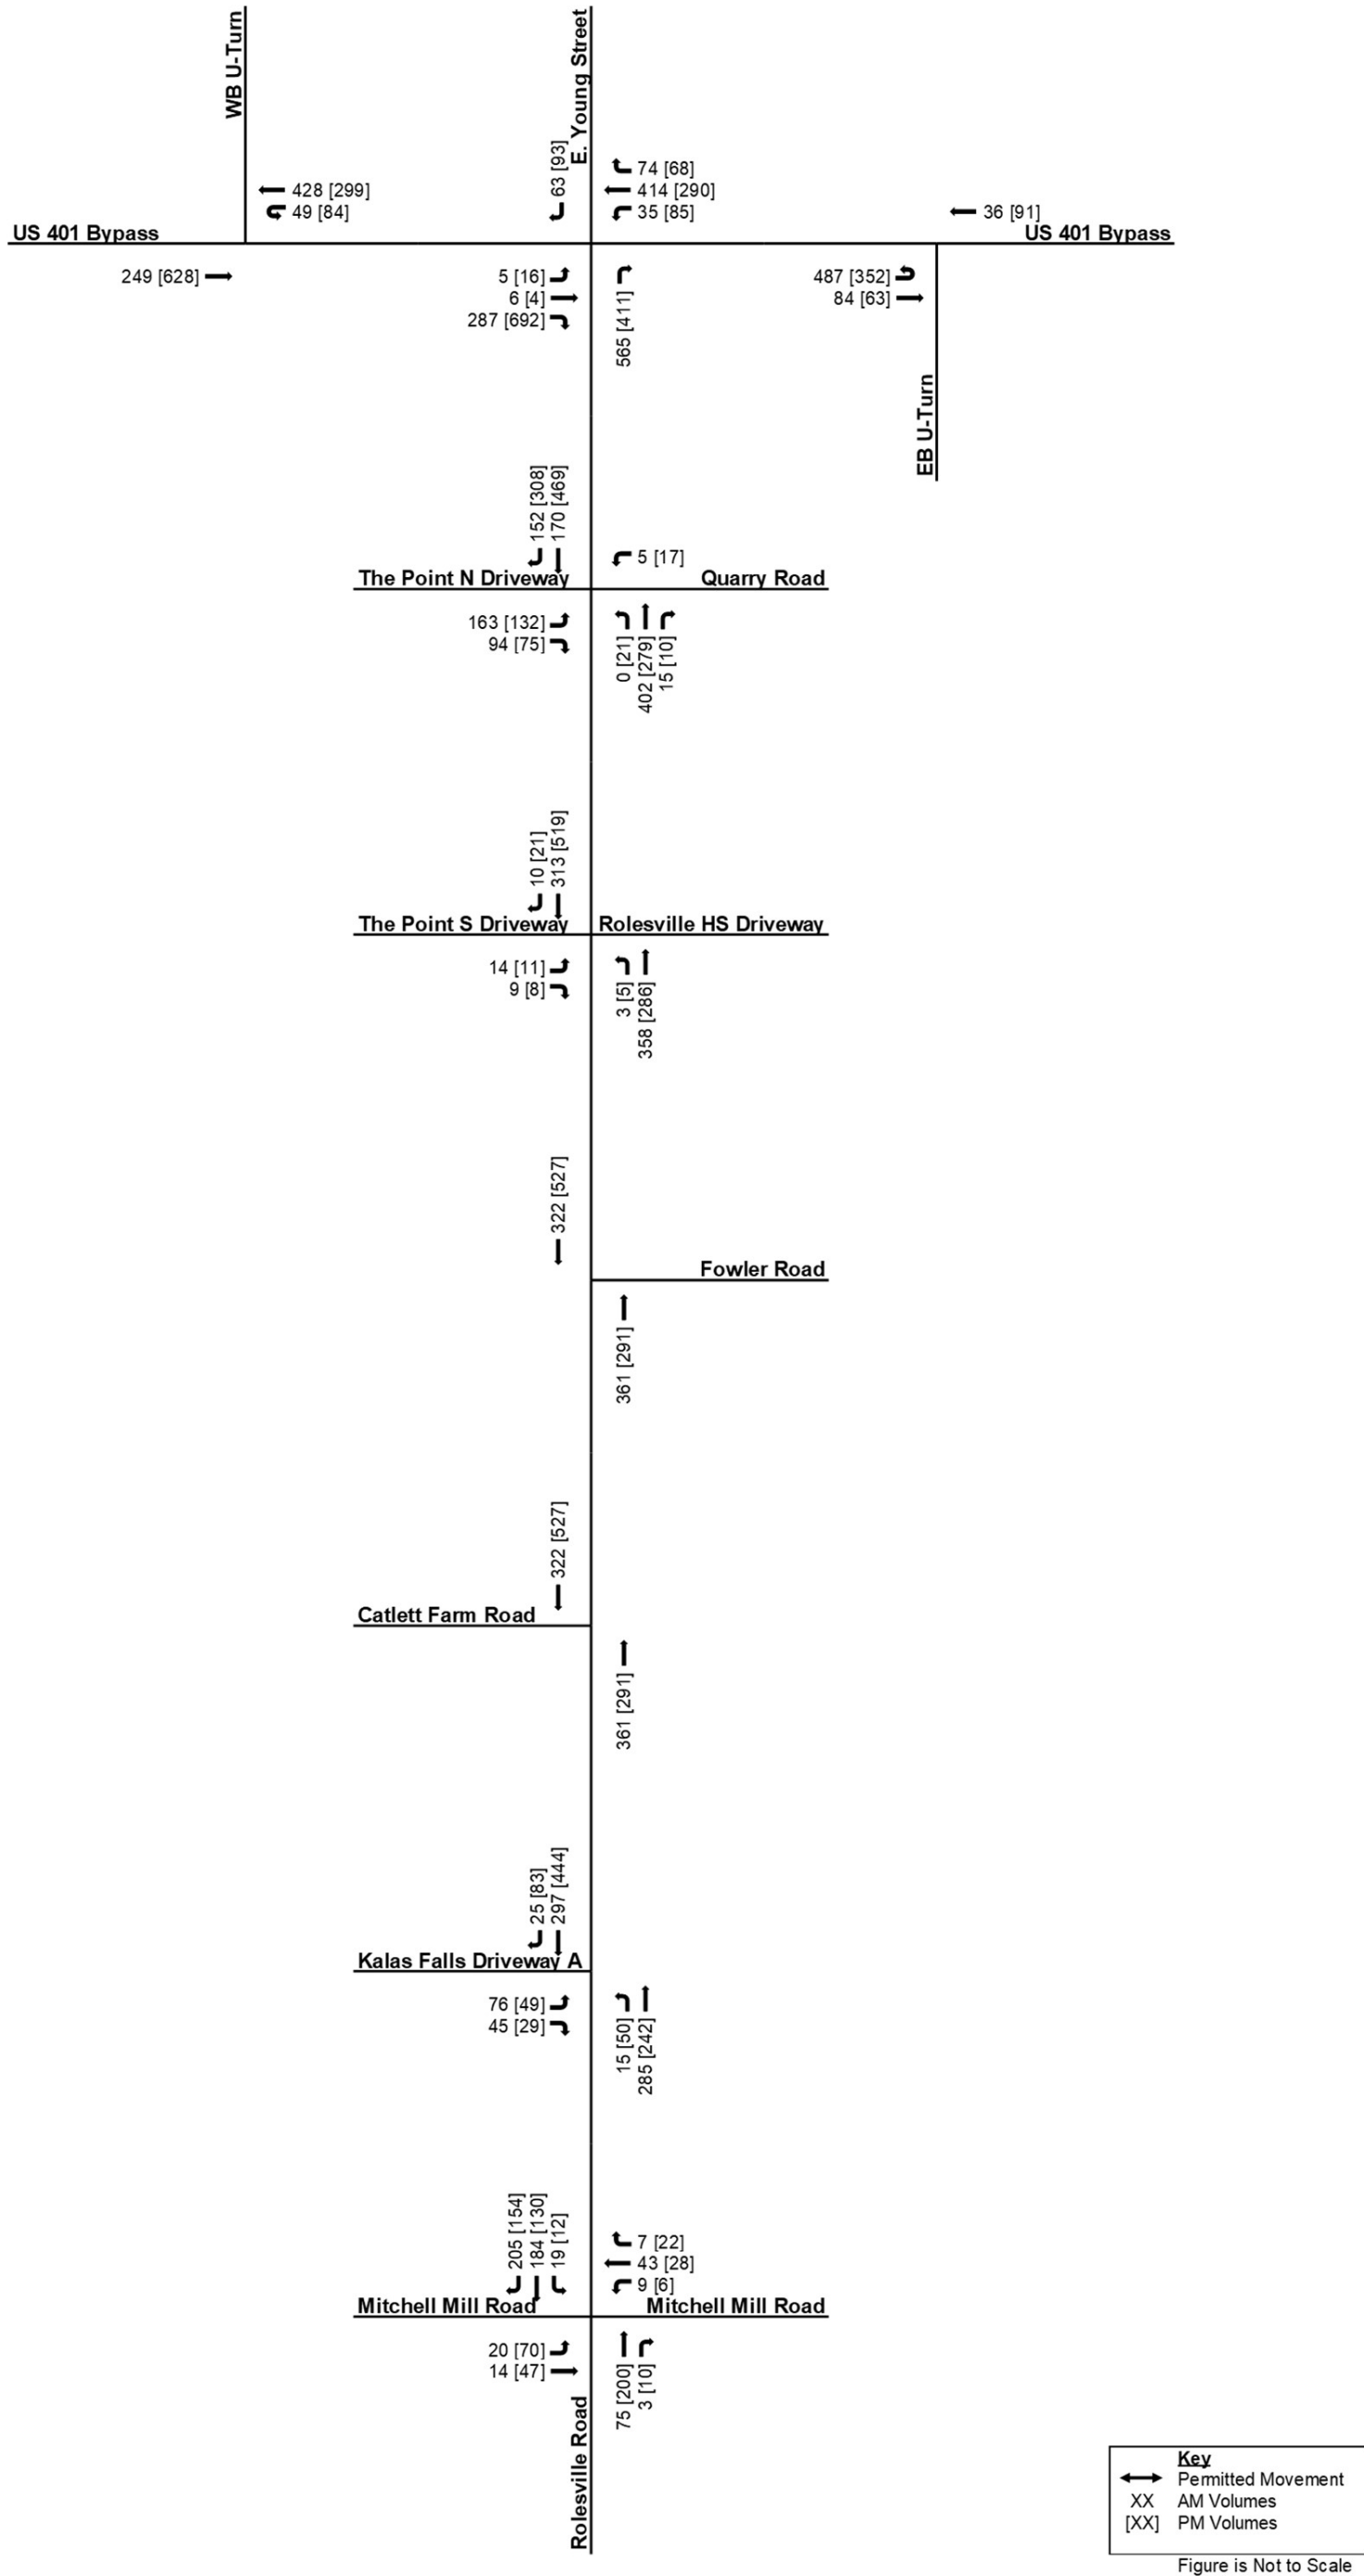 WB U-Turn
E. Young Street
63 [93]
74 [68]
428 [299]
414 [290]
49 [84]
35 [85]
36 [91]
US 401 Bypass
US 401 Bypass
249 [628]
5 [16]
6 [4]
287 [692]
565 [411]
487 [352]
84 [63]
EB U-Turn
152 [308]
170 [469]
5 [17]
The Point N Driveway
Quarry Road
163 [132]
94 [75]
0 [21]
402 [279]
15 [10]
10 [21]
313 [519]
The Point S Driveway
Rolesville HS Driveway
14 [11]
9 [8]
3 [5]
358 [286]
322 [527]
Fowler Road
361 [291]
322 [527]
Catlett Farm Road
361 [291]
25 [83]
297 [444]
Kalas Falls Driveway A
76 [49]
45 [29]
15 [50]
285 [242]
205 [154]
184 [130]
19 [12]
7 [22]
43 [28]
9 [6]
Mitchell Mill Road
Mitchell Mill Road
20 [70]
14 [47]
75 [200]
3 [10]
Rolesville Road
Key
Permitted Movement
XX AM Volumes
[XX] PM Volumes
Figure is Not to Scale